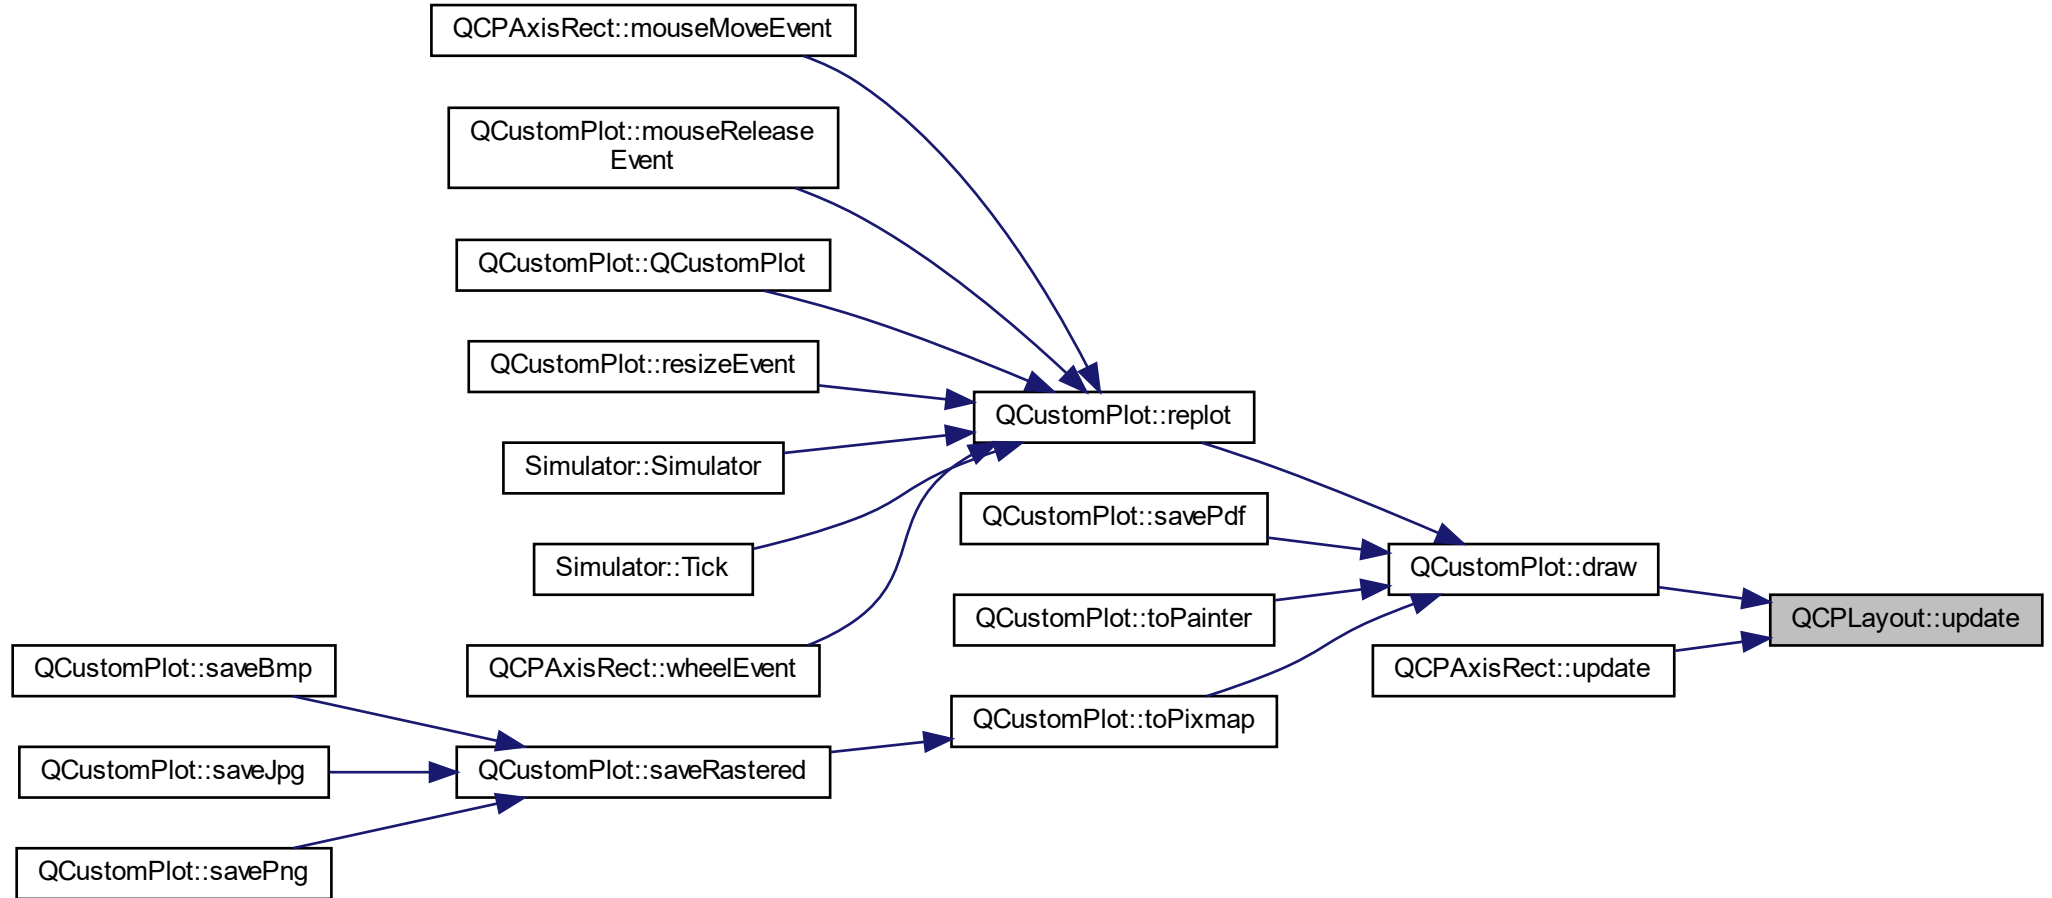 QCPAxisRect::mouseMoveEvent
QCustomPlot::mouseRelease
Event
QCustomPlot::QCustomPlot
QCustomPlot::resizeEvent
QCustomPlot::replot
Simulator::Simulator
QCustomPlot::savePdf
Simulator::Tick
QCustomPlot::draw
QCustomPlot::toPainter
QCPLayout::update
QCustomPlot::saveBmp
QCPAxisRect::wheelEvent
QCPAxisRect::update
QCustomPlot::toPixmap
QCustomPlot::saveJpg
QCustomPlot::saveRastered
QCustomPlot::savePng